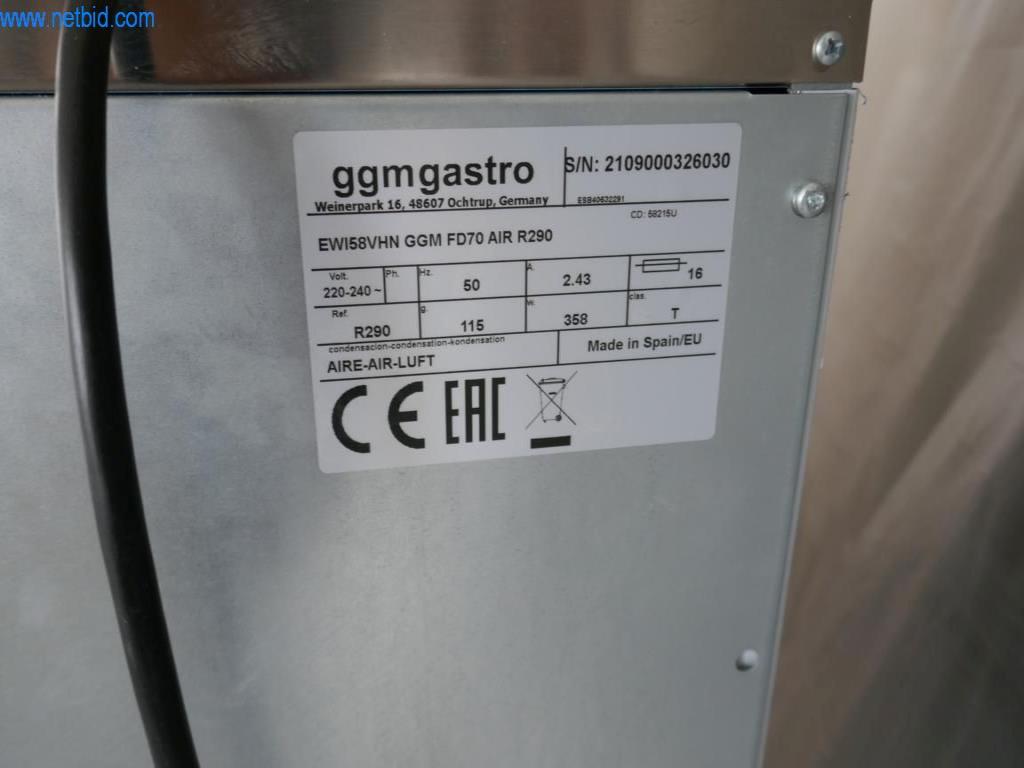 www.netbid.com
ggmgastro
Weinerpark 16, 48607 Ochtrup, Germany
S/N: 2109000326030
ESB40632291
CD: 58215U
EWI58VHN GGM FD70 AIR R290
Volt. Ph. Hz. A.
220-240 ~ 50 2.43 16
Ref. g. w. clas.
R290 115 358 T
condensacion-condensation-kondensation
AIRE-AIR-LUFT
Made in Spain/EU
CE EAC